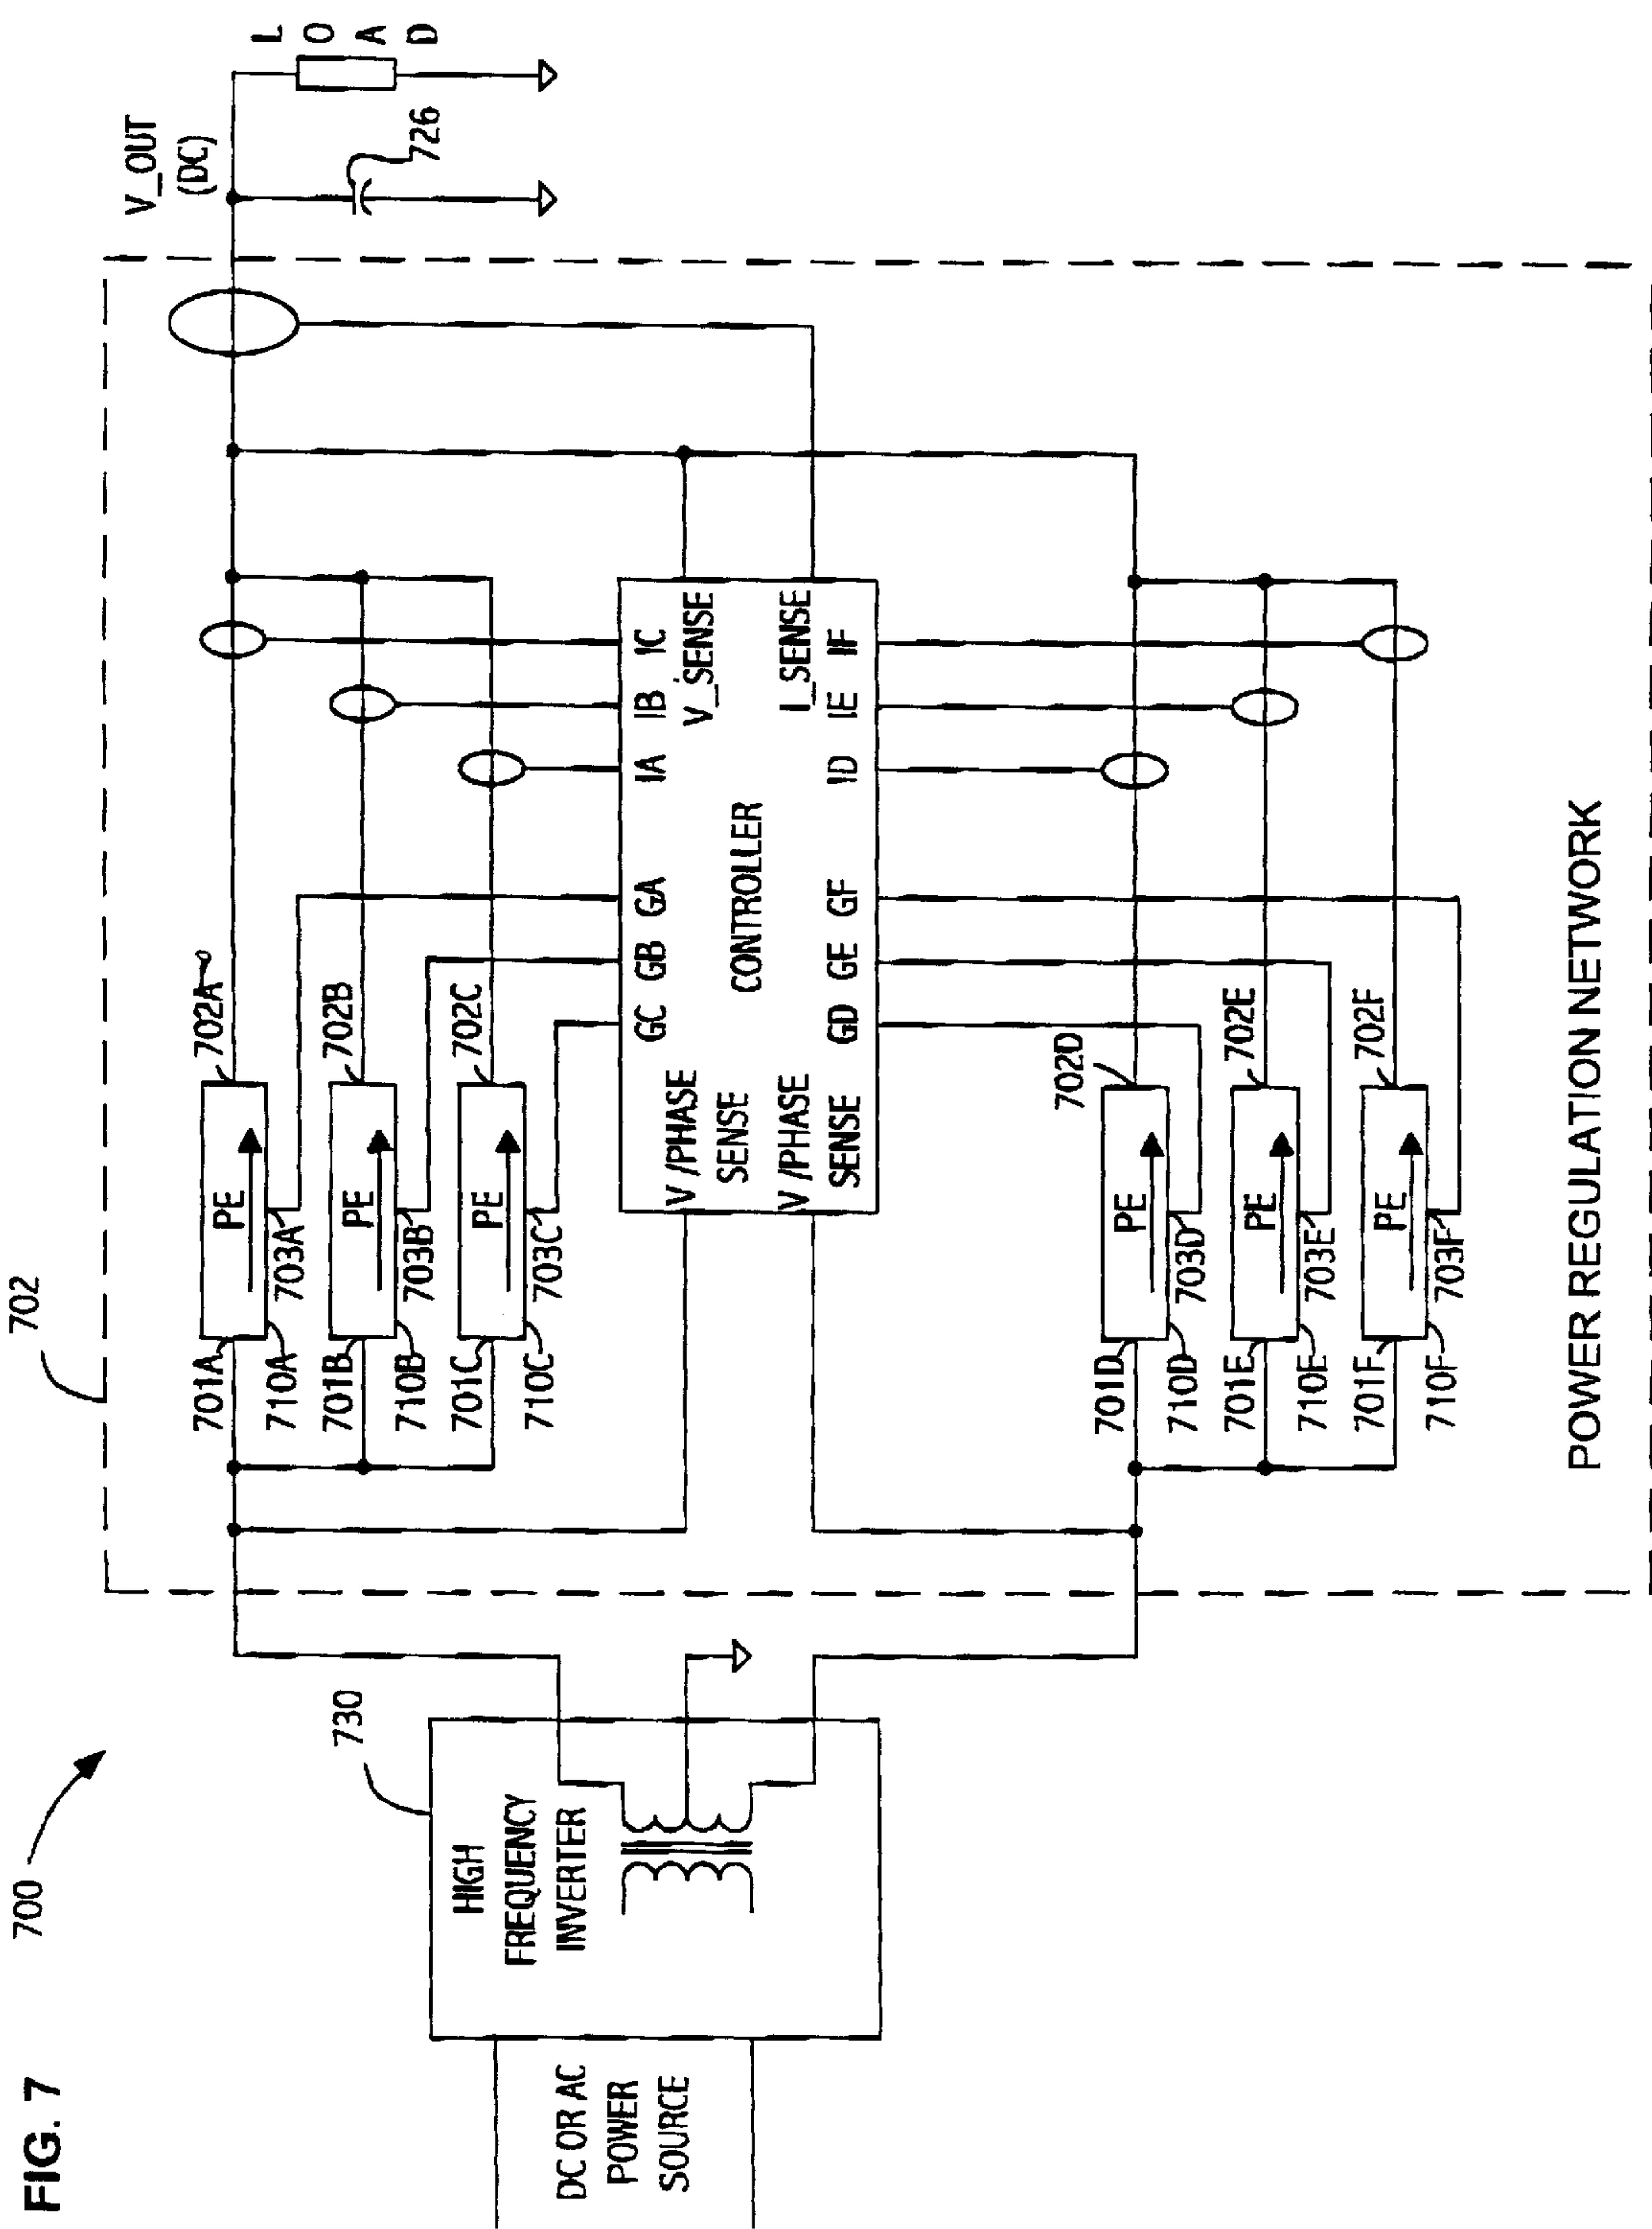 FIG. 7
700
702
730
HIGH
FREQUENCY
INVERTER
DC OR AC
POWER
SOURCE
701A
710A
PE
703A
702A
701B
710B
PE
703B
702B
701C
710C
PE
703C
702C
GC GB GA IA IB IC
V/PHASE
SENSE
CONTROLLER
V_SENSE
V/PHASE
SENSE
I_SENSE
GD GE GF ID IE IF
701D
710D
PE
703D
702D
701E
710E
PE
703E
702E
701F
710F
PE
703F
702F
V_OUT
(DC)
726
LOAD
POWER REGULATION NETWORK